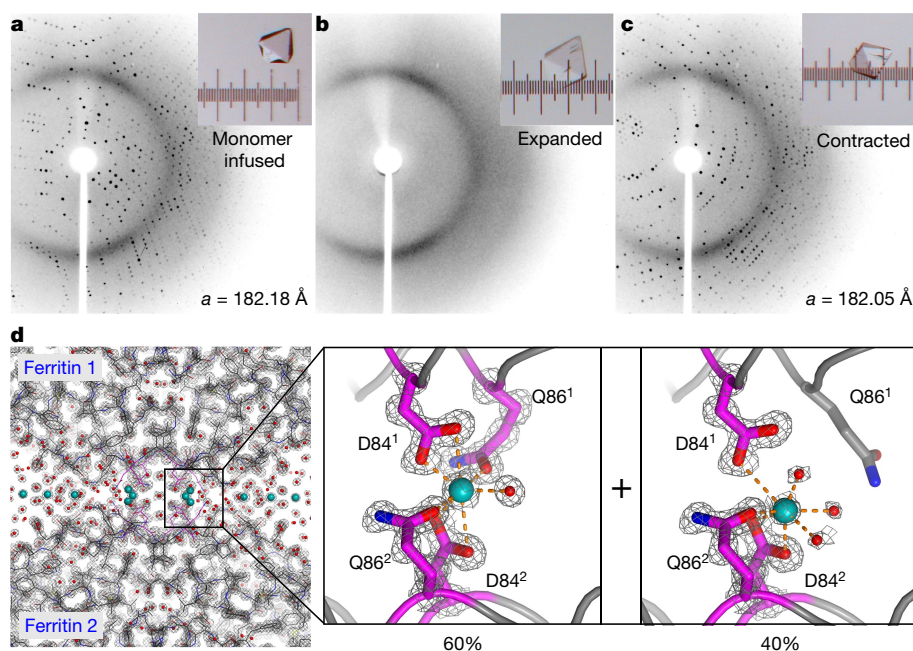 a
b
c
Monomer
infused
Expanded
Contracted
a = 182.18 Å
a = 182.05 Å
d
Ferritin 1
Ferritin 2
D84¹
Q86¹
Q86²
D84²
60%
+
D84¹
Q86¹
Q86²
D84²
40%